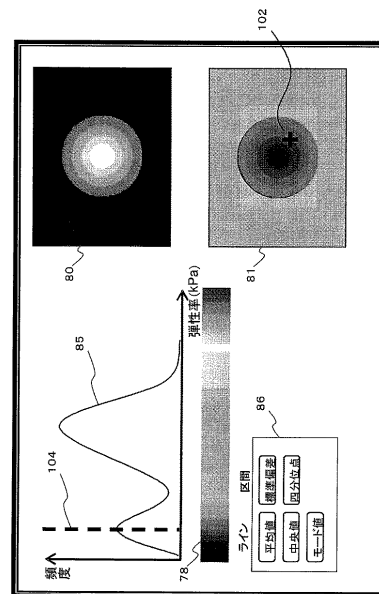 頻度
104
85
弾性率(kPa)
78
ライン
区間
平均値
標準偏差
中央値
四分位点
モード値
86
80
81
102